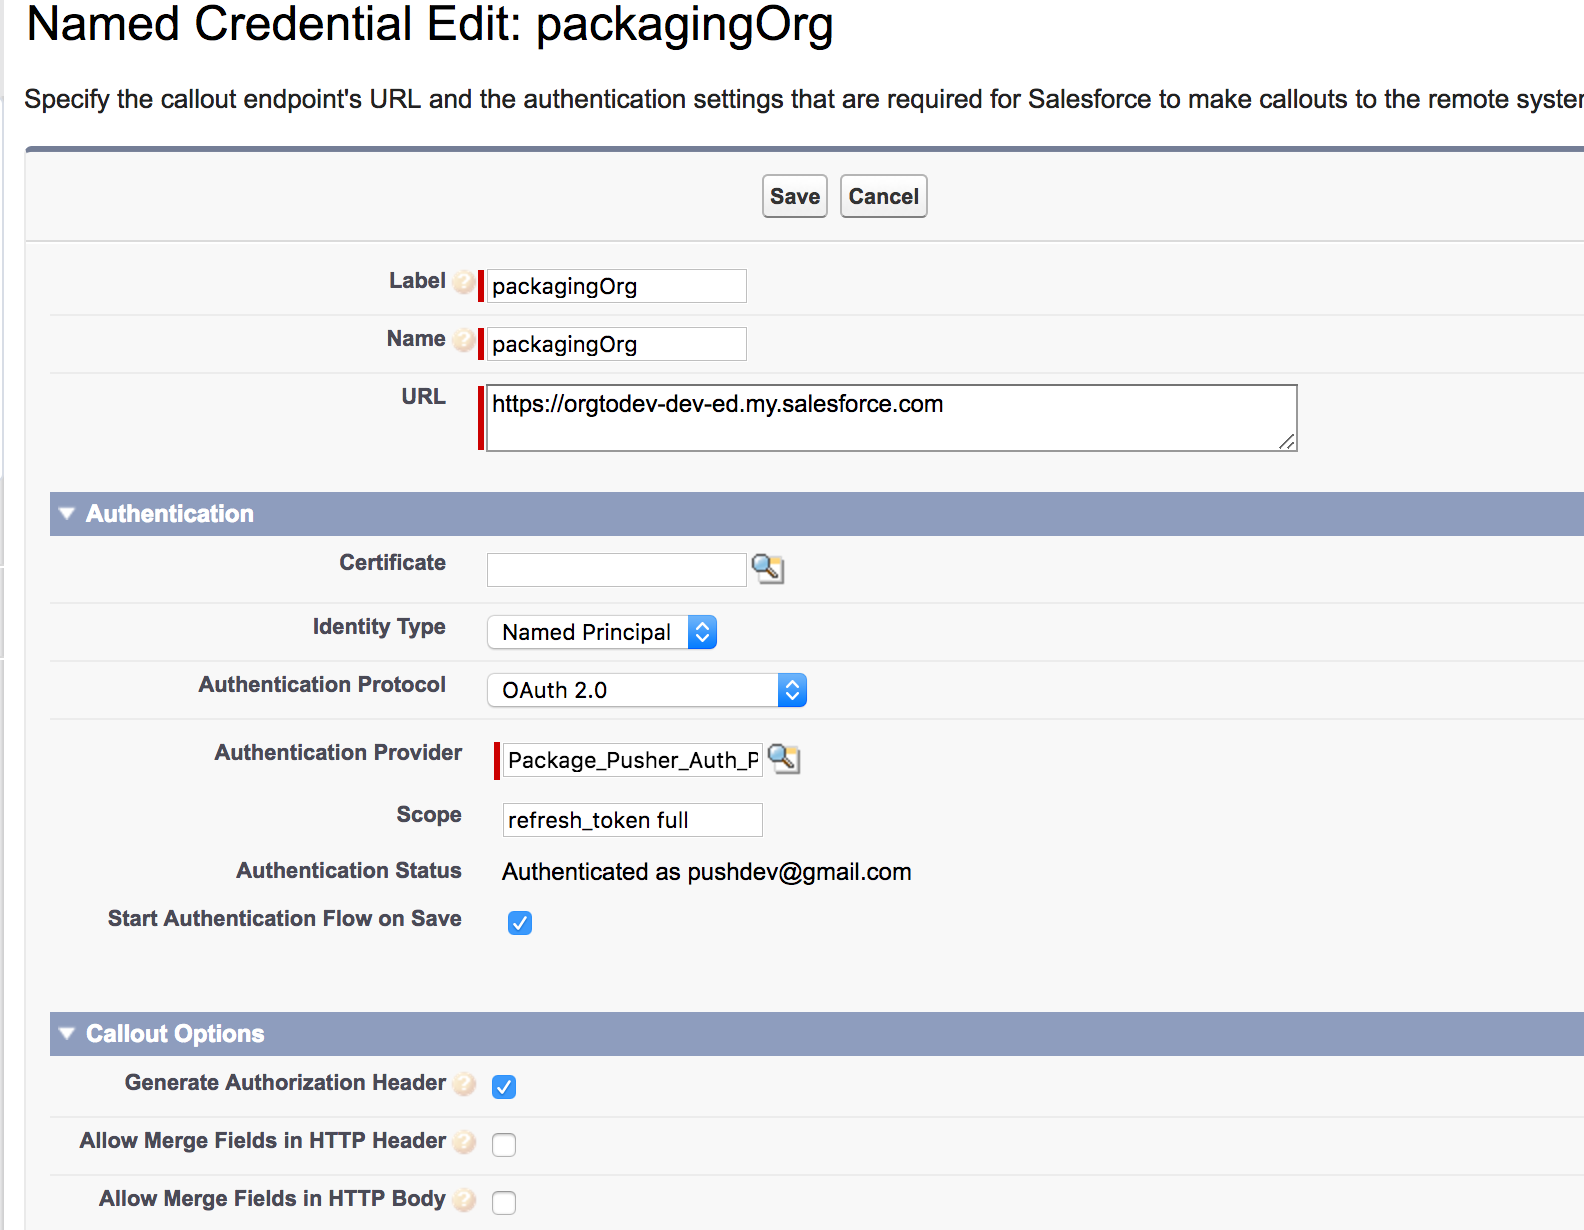 Named Credential Edit: packagingOrg
Specify the callout endpoint's URL and the authentication settings that are required for Salesforce to make callouts to the remote
Save Cancel
Label ? packagingOrg
Name ? packagingOrg
URL https://orgtodev-dev-ed.my.salesforce.com
Authentication
Certificate
Identity Type Named Principal
Authentication Protocol OAuth 2.0
Authentication Provider Package_Pusher_Auth_P
Scope refresh_token full
Authentication Status Authenticated as pushdev@gmail.com
Start Authentication Flow on Save
Callout Options
Generate Authorization Header ?
Allow Merge Fields in HTTP Header ?
Allow Merge Fields in HTTP Body ?